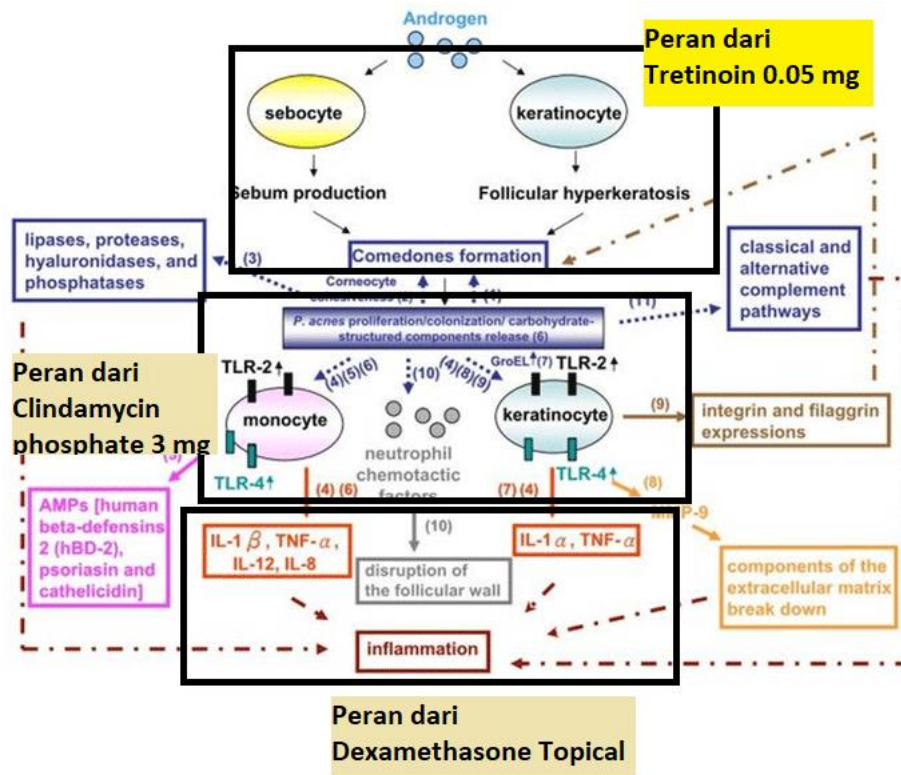 Androgen
Peran dari
Tretinoin 0.05 mg
sebocyte
keratinocyte
Sebum production
Follicular hyperkeratosis
lipases, proteases,
hyaluronidases, and
phosphatases
(3)
Comedones formation
classical and
alternative
complement
pathways
Corneocyte
(2)
(1)
(11)
P. acnes proliferation/colonization/ carbohydrate-
structured components release (6)
Peran dari
Clindamycin
phosphate 3 mg
TLR-2↑
(4)(5)(6)
(10)
(4)(8)(9)
GroEL↑(7)
TLR-2↑
monocyte
keratinocyte
(9)
integrin and filaggrin
expressions
neutrophil
chemotactic
factors
TLR-4↑
TLR-4↑
(8)
AMPs [human
beta-defensins
2 (hBD-2),
psoriasin and
cathelicidin]
(4) (6)
(7) (4)
(10)
IL-1 β, TNF-α,
IL-12, IL-8
IL-1 α, TNF-α
disruption of
the follicular wall
components of the
extracellular matrix
break down
inflammation
Peran dari
Dexamethasone Topical